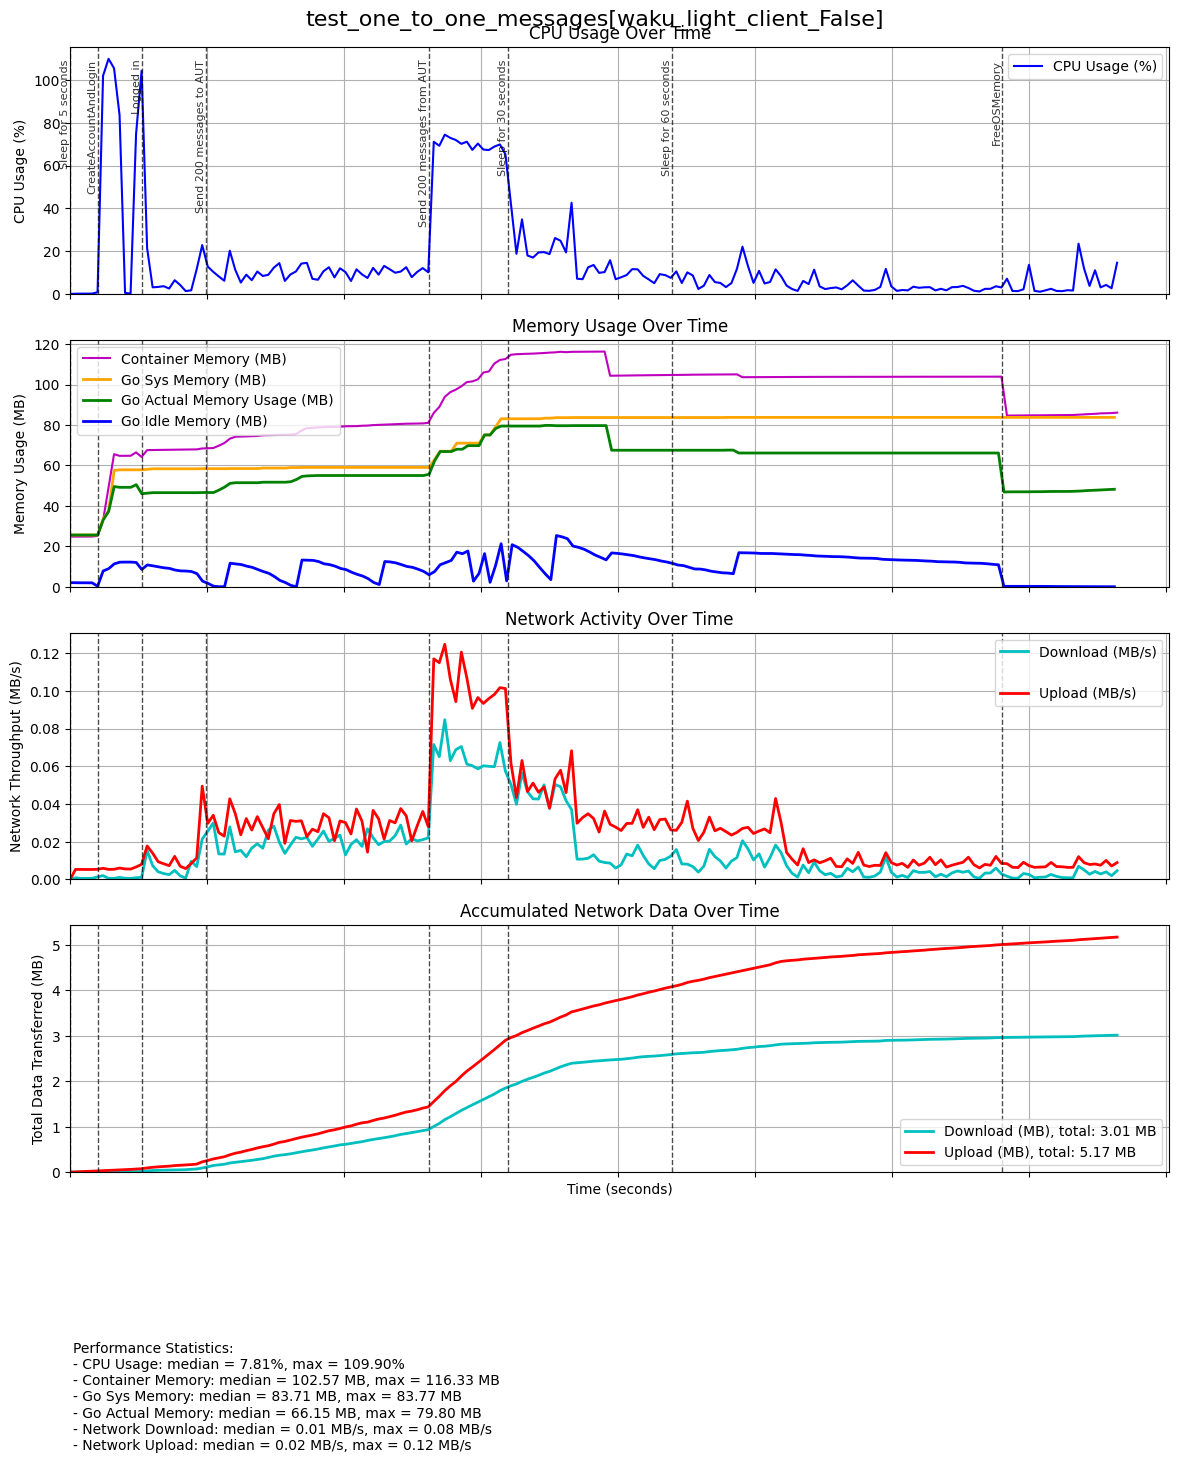 test_one_to_one_messages[waku_light_client_False]
CPU Usage Over Time
CPU Usage (%)
100
80
60
40
20
0
Sleep for 5 seconds
CreateAccountAndLogin
Logged in
Send 200 messages to AUT
Send 200 messages from AUT
Sleep for 30 seconds
Sleep for 60 seconds
FreeOSMemory
CPU Usage (%)
Memory Usage Over Time
Memory Usage (MB)
120
100
80
60
40
20
0
Container Memory (MB)
Go Sys Memory (MB)
Go Actual Memory Usage (MB)
Go Idle Memory (MB)
Network Activity Over Time
Network Throughput (MB/s)
0.12
0.10
0.08
0.06
0.04
0.02
0.00
Download (MB/s)
Upload (MB/s)
Accumulated Network Data Over Time
Total Data Transferred (MB)
5
4
3
2
1
0
Download (MB), total: 3.01 MB
Upload (MB), total: 5.17 MB
Time (seconds)
Performance Statistics:
- CPU Usage: median = 7.81%, max = 109.90%
- Container Memory: median = 102.57 MB, max = 116.33 MB
- Go Sys Memory: median = 83.71 MB, max = 83.77 MB
- Go Actual Memory: median = 66.15 MB, max = 79.80 MB
- Network Download: median = 0.01 MB/s, max = 0.08 MB/s
- Network Upload: median = 0.02 MB/s, max = 0.12 MB/s